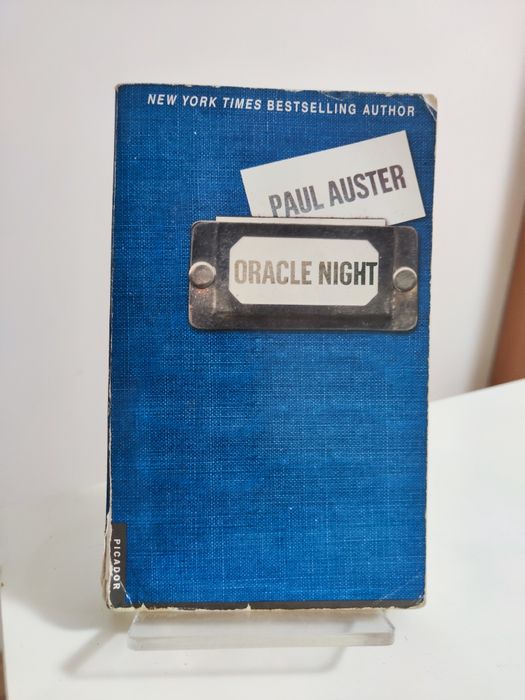 NEW YORK TIMES BESTSELLING AUTHOR
PAUL AUSTER
ORACLE NIGHT
PICADOR